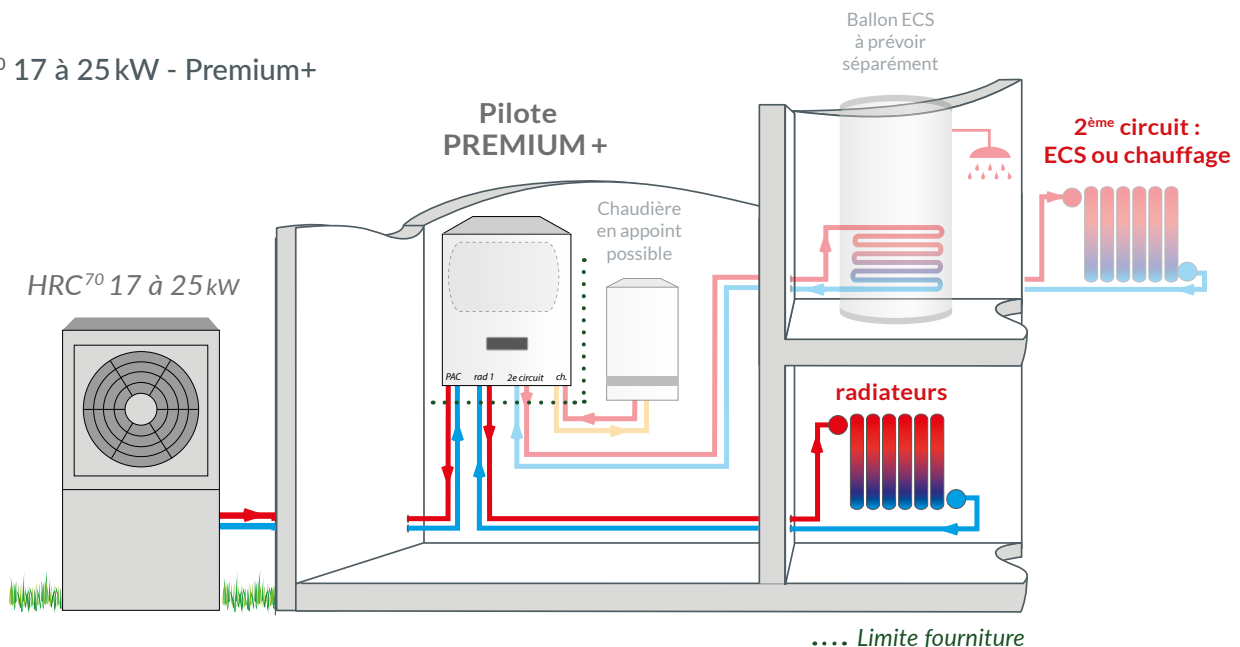 17 à 25 kW - Premium+
Ballon ECS
à prévoir
séparément
Pilote
PREMIUM +
2ème circuit :
ECS ou chauffage
Chaudière
en appoint
possible
HRC70 17 à 25 kW
PAC rad 1 2e circuit ch.
radiateurs
.... Limite fourniture